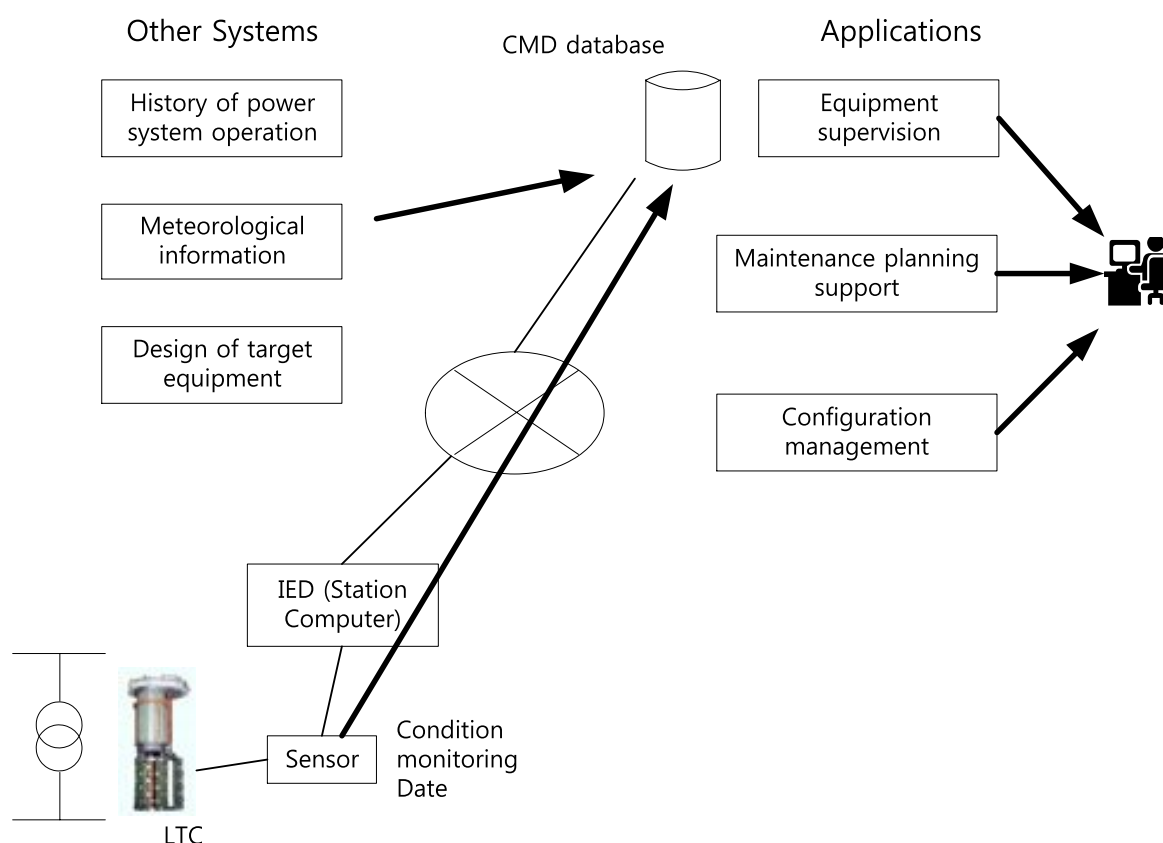 Other Systems
CMD database
Applications
History of power
system operation
Equipment
supervision
Meteorological
information
Maintenance planning
support
Design of target
equipment
Configuration
management
IED (Station
Computer)
Sensor
Condition
monitoring
Date
LTC